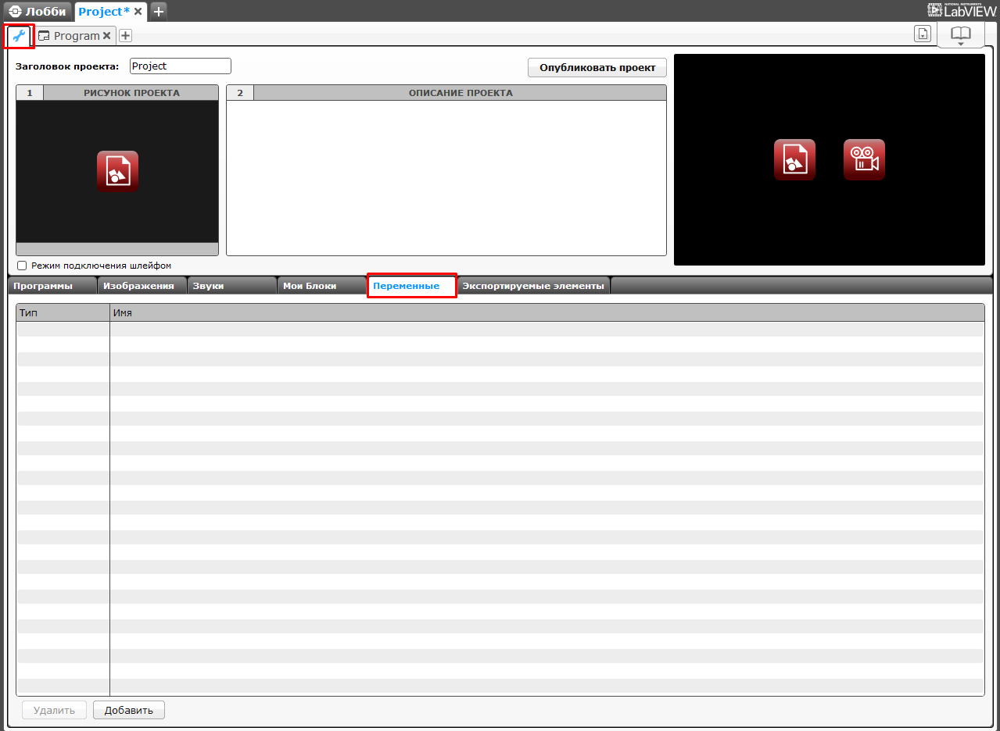 Лобби Project* NATIONAL INSTRUMENTS LabVIEW
Program
Заголовок проекта: Project Опубликовать проект
1 РИСУНОК ПРОЕКТА 2 ОПИСАНИЕ ПРОЕКТА
Режим подключения шлейфом
Программы Изображения Звуки Мои Блоки Переменные Экспортируемые элементы
Тип Имя
Удалить Добавить